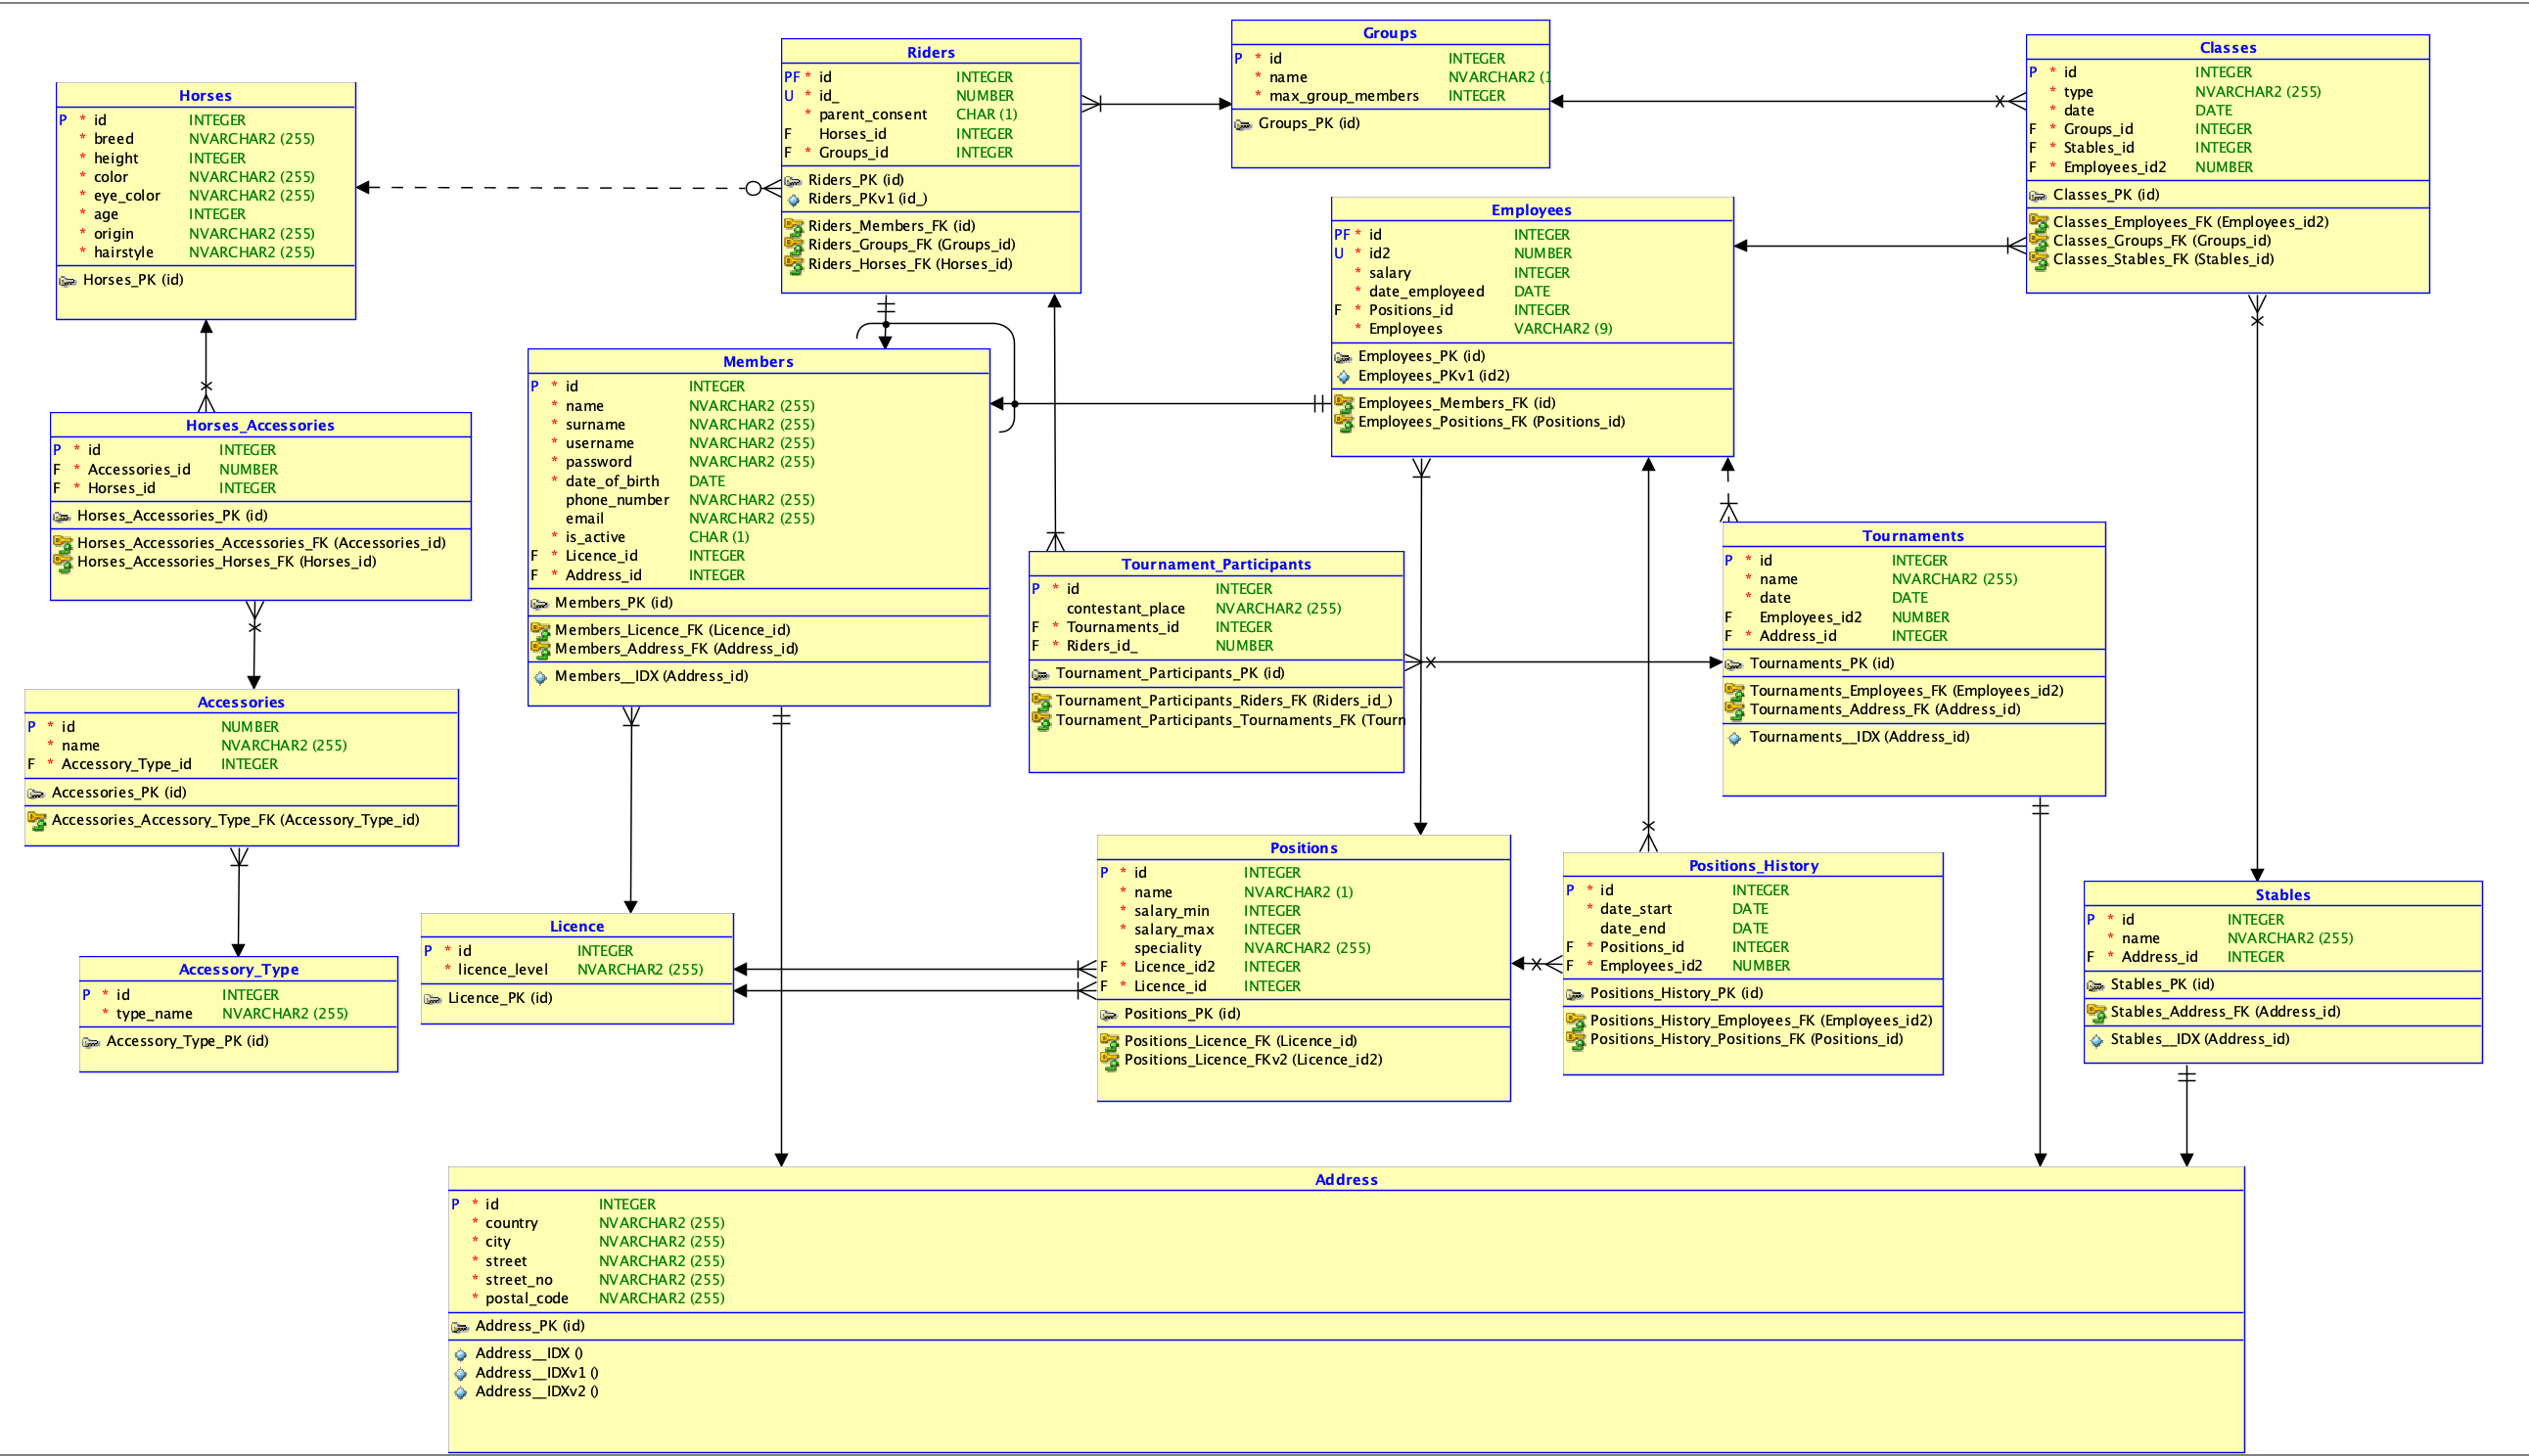 Horses
P * id INTEGER
* breed NVARCHAR2 (255)
* height INTEGER
* color NVARCHAR2 (255)
* eye_color NVARCHAR2 (255)
* age INTEGER
* origin NVARCHAR2 (255)
* hairstyle NVARCHAR2 (255)
Horses_PK (id)
Riders
PF * id INTEGER
U * id_ NUMBER
* parent_consent CHAR (1)
F Horses_id INTEGER
F * Groups_id INTEGER
Riders_PK (id)
Riders_PKv1 (id_)
Riders_Members_FK (id)
Riders_Groups_FK (Groups_id)
Riders_Horses_FK (Horses_id)
Groups
P * id INTEGER
* name NVARCHAR2 (1
* max_group_members INTEGER
Groups_PK (id)
Classes
P * id INTEGER
* type NVARCHAR2 (255)
* date DATE
F * Groups_id INTEGER
F * Stables_id INTEGER
F * Employees_id2 NUMBER
Classes_PK (id)
Classes_Employees_FK (Employees_id2)
Classes_Groups_FK (Groups_id)
Classes_Stables_FK (Stables_id)
Employees
PF * id INTEGER
U * id2 NUMBER
* salary INTEGER
* date_employeed DATE
F * Positions_id INTEGER
* Employees VARCHAR2 (9)
Employees_PK (id)
Employees_PKv1 (id2)
Employees_Members_FK (id)
Employees_Positions_FK (Positions_id)
Members
P * id INTEGER
* name NVARCHAR2 (255)
* surname NVARCHAR2 (255)
* username NVARCHAR2 (255)
* password NVARCHAR2 (255)
* date_of_birth DATE
phone_number NVARCHAR2 (255)
email NVARCHAR2 (255)
* is_active CHAR (1)
F * Licence_id INTEGER
F * Address_id INTEGER
Members_PK (id)
Members_Licence_FK (Licence_id)
Members_Address_FK (Address_id)
Members__IDX (Address_id)
Horses_Accessories
P * id INTEGER
F * Accessories_id NUMBER
F * Horses_id INTEGER
Horses_Accessories_PK (id)
Horses_Accessories_Accessories_FK (Accessories_id)
Horses_Accessories_Horses_FK (Horses_id)
Tournament_Participants
P * id INTEGER
contestant_place NVARCHAR2 (255)
F * Tournaments_id INTEGER
F * Riders_id_ NUMBER
Tournament_Participants_PK (id)
Tournament_Participants_Riders_FK (Riders_id_)
Tournament_Participants_Tournaments_FK (Tourn
Tournaments
P * id INTEGER
* name NVARCHAR2 (255)
* date DATE
F Employees_id2 NUMBER
F * Address_id INTEGER
Tournaments_PK (id)
Tournaments_Employees_FK (Employees_id2)
Tournaments_Address_FK (Address_id)
Tournaments__IDX (Address_id)
Accessories
P * id NUMBER
* name NVARCHAR2 (255)
F * Accessory_Type_id INTEGER
Accessories_PK (id)
Accessories_Accessory_Type_FK (Accessory_Type_id)
Accessory_Type
P * id INTEGER
* type_name NVARCHAR2 (255)
Accessory_Type_PK (id)
Licence
P * id INTEGER
* licence_level NVARCHAR2 (255)
Licence_PK (id)
Positions
P * id INTEGER
* name NVARCHAR2 (1)
* salary_min INTEGER
* salary_max INTEGER
speciality NVARCHAR2 (255)
F * Licence_id2 INTEGER
F * Licence_id INTEGER
Positions_PK (id)
Positions_Licence_FK (Licence_id)
Positions_Licence_FKv2 (Licence_id2)
Positions_History
P * id INTEGER
* date_start DATE
date_end DATE
F * Positions_id INTEGER
F * Employees_id2 NUMBER
Positions_History_PK (id)
Positions_History_Employees_FK (Employees_id2)
Positions_History_Positions_FK (Positions_id)
Stables
P * id INTEGER
* name NVARCHAR2 (255)
F * Address_id INTEGER
Stables_PK (id)
Stables_Address_FK (Address_id)
Stables__IDX (Address_id)
Address
P * id INTEGER
* country NVARCHAR2 (255)
* city NVARCHAR2 (255)
* street NVARCHAR2 (255)
* street_no NVARCHAR2 (255)
* postal_code NVARCHAR2 (255)
Address_PK (id)
Address__IDX ()
Address__IDXv1 ()
Address__IDXv2 ()